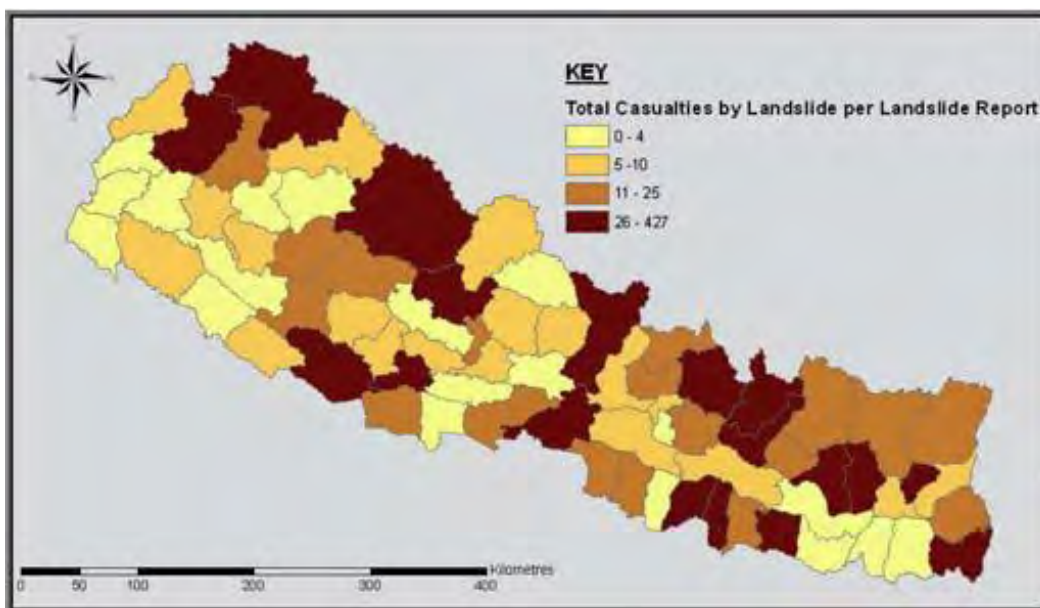 KEY
Total Casualties by Landslide per Landslide Report
0 - 4
5 -10
11 - 25
26 - 427
Kilometres
0 50 100 200 300 400